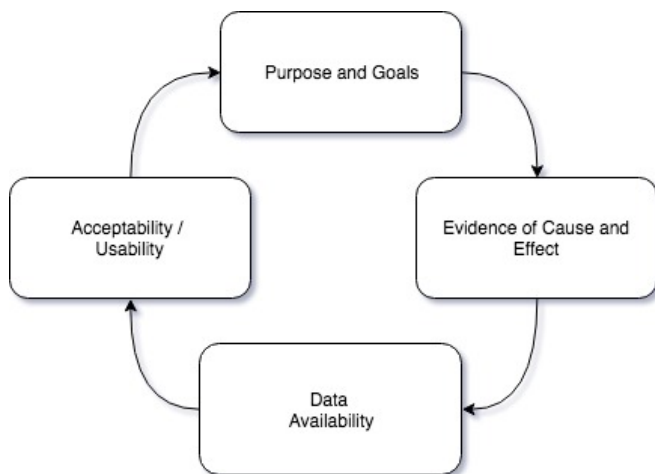 Purpose and Goals
Evidence of Cause and
Effect
Data
Availability
Acceptability /
Usability